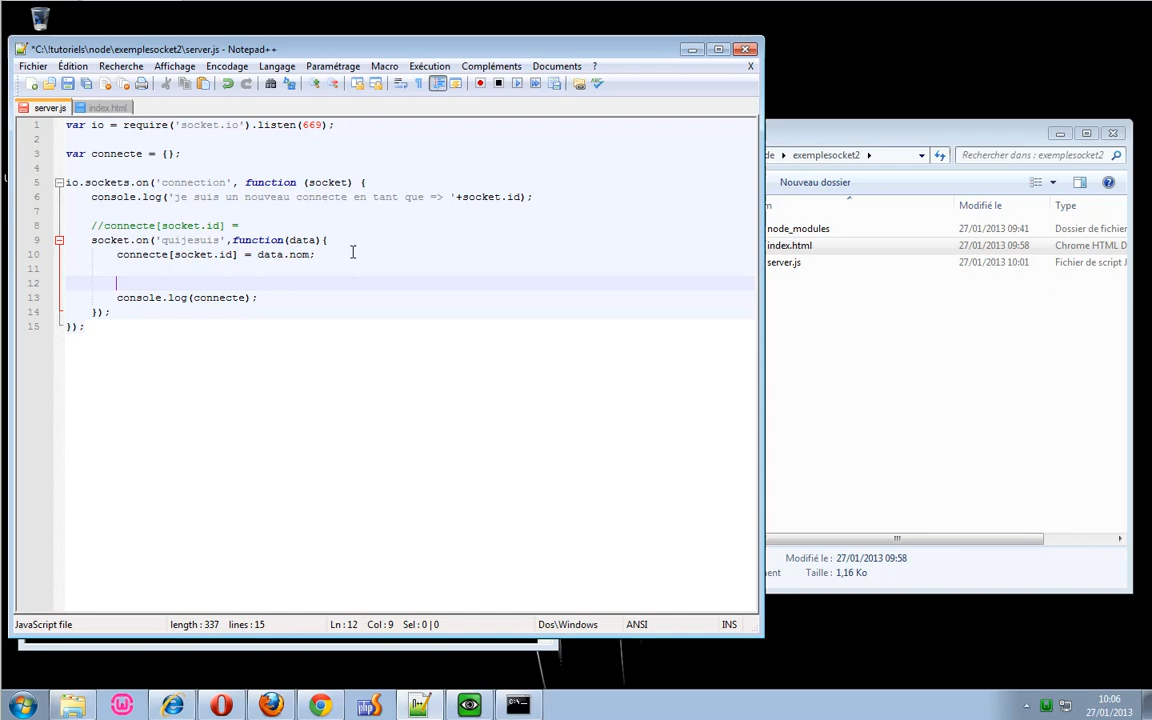 *C:\!tutoriels\node\exemplesocket2\server.js - Notepad++
Fichier Édition Recherche Affichage Encodage Langage Paramétrage Macro Exécution Compléments Documents ? X
server.js index.html
1 var io = require('socket.io').listen(669);
2
3 var connecte = {};
4
5 io.sockets.on('connection', function (socket) {
6 console.log('je suis un nouveau connecte en tant que => '+socket.id);
7
8 //connecte[socket.id] =
9 socket.on('quijesuis',function(data){
10 connecte[socket.id] = data.nom;
11
12
13 console.log(connecte);
14 });
15 });
JavaScript file length : 337 lines : 15 Ln : 12 Col : 9 Sel : 0 | 0 Dos\Windows ANSI INS
de exemplesocket2 Rechercher dans : exemplesocket2
Nouveau dossier
m Modifié le Type
node_modules 27/01/2013 09:41 Dossier de fichier
index.html 27/01/2013 09:58 Chrome HTML D
server.js 27/01/2013 10:01 Fichier de script J
Modifié le : 27/01/2013 09:58
ment Taille : 1,16 Ko
10:06
27/01/2013